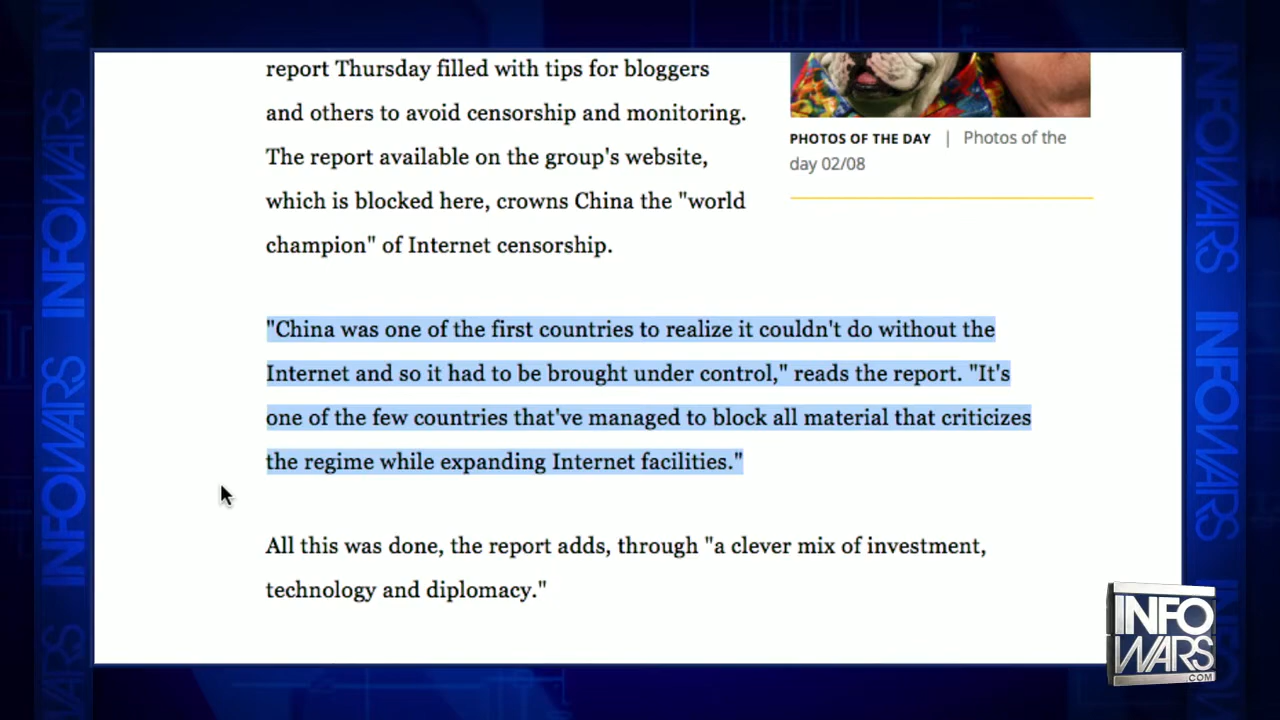 report Thursday filled with tips for bloggers
and others to avoid censorship and monitoring.
The report available on the group's website,
which is blocked here, crowns China the "world
champion" of Internet censorship.
PHOTOS OF THE DAY | Photos of the
day 02/08
"China was one of the first countries to realize it couldn't do without the
Internet and so it had to be brought under control," reads the report. "It's
one of the few countries that've managed to block all material that criticizes
the regime while expanding Internet facilities."
All this was done, the report adds, through "a clever mix of investment,
technology and diplomacy."
INFOWARS
INFOWARS
INFOWARS
INFOWARS
INFO
WARS
.COM